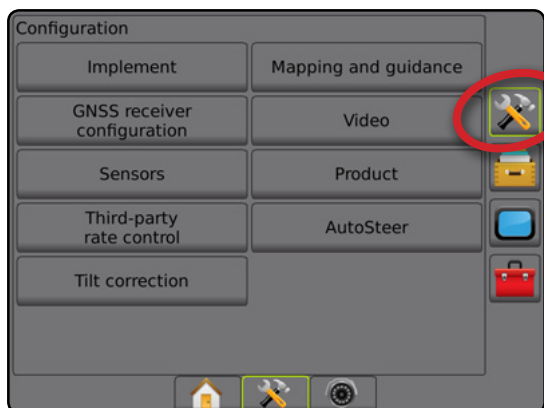 Configuration
Implement
Mapping and guidance
GNSS receiver
configuration
Video
Sensors
Product
Third-party
rate control
AutoSteer
Tilt correction